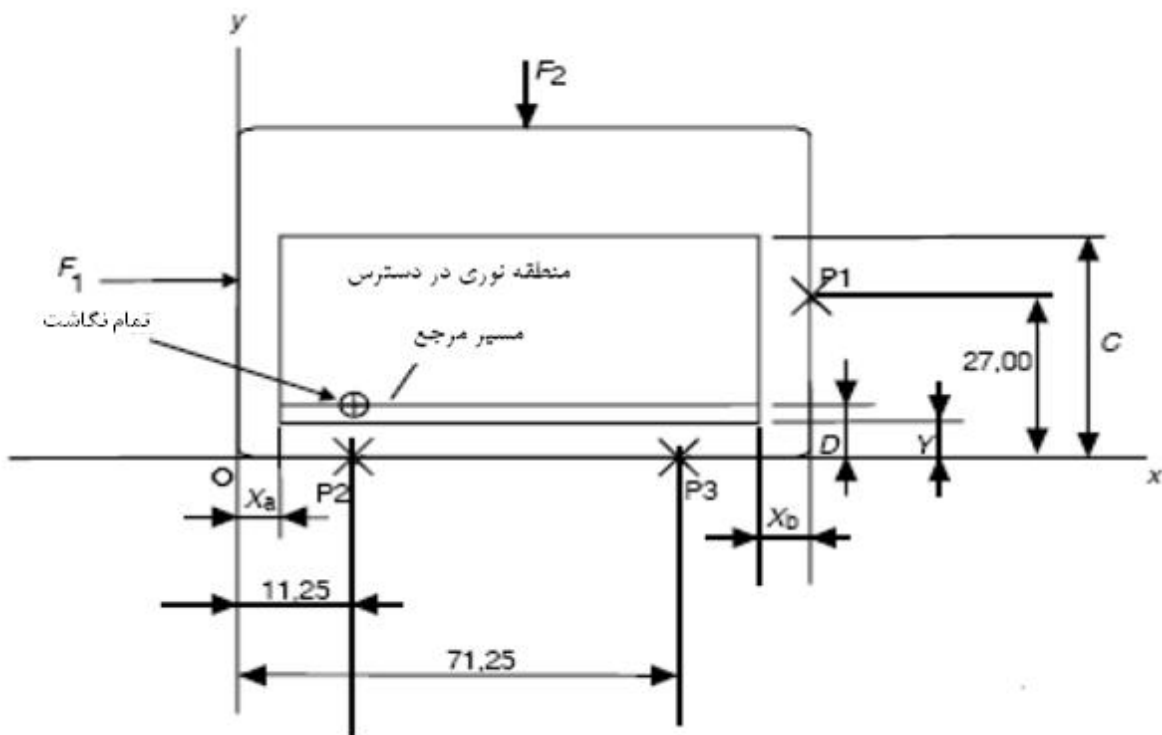 y
F2
منطقه نوری در دسترس
F1
P1
تمام نگاشت
مسیر مرجع
C
27,00
D
Y
O
x
Xa
P2
P3
Xb
11,25
71,25